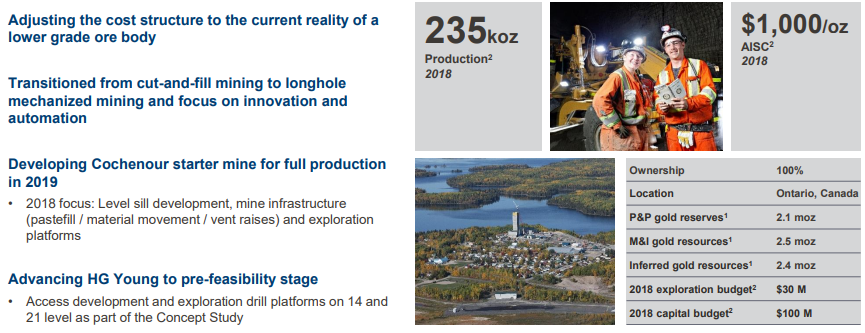 Adjusting the cost structure to the current reality of a
lower grade ore body
Transitioned from cut-and-fill mining to longhole
mechanized mining and focus on innovation and
automation
Developing Cochenour starter mine for full production
in 2019
• 2018 focus: Level sill development, mine infrastructure
(pastefill / material movement / vent raises) and exploration
platforms
Advancing HG Young to pre-feasibility stage
• Access development and exploration drill platforms on 14 and
21 level as part of the Concept Study
235koz
Production²
2018
$1,000/oz
AISC²
2018
Ownership 100%
Location Ontario, Canada
P&P gold reserves¹ 2.1 moz
M&I gold resources¹ 2.5 moz
Inferred gold resources¹ 2.4 moz
2018 exploration budget² $30 M
2018 capital budget² $100 M